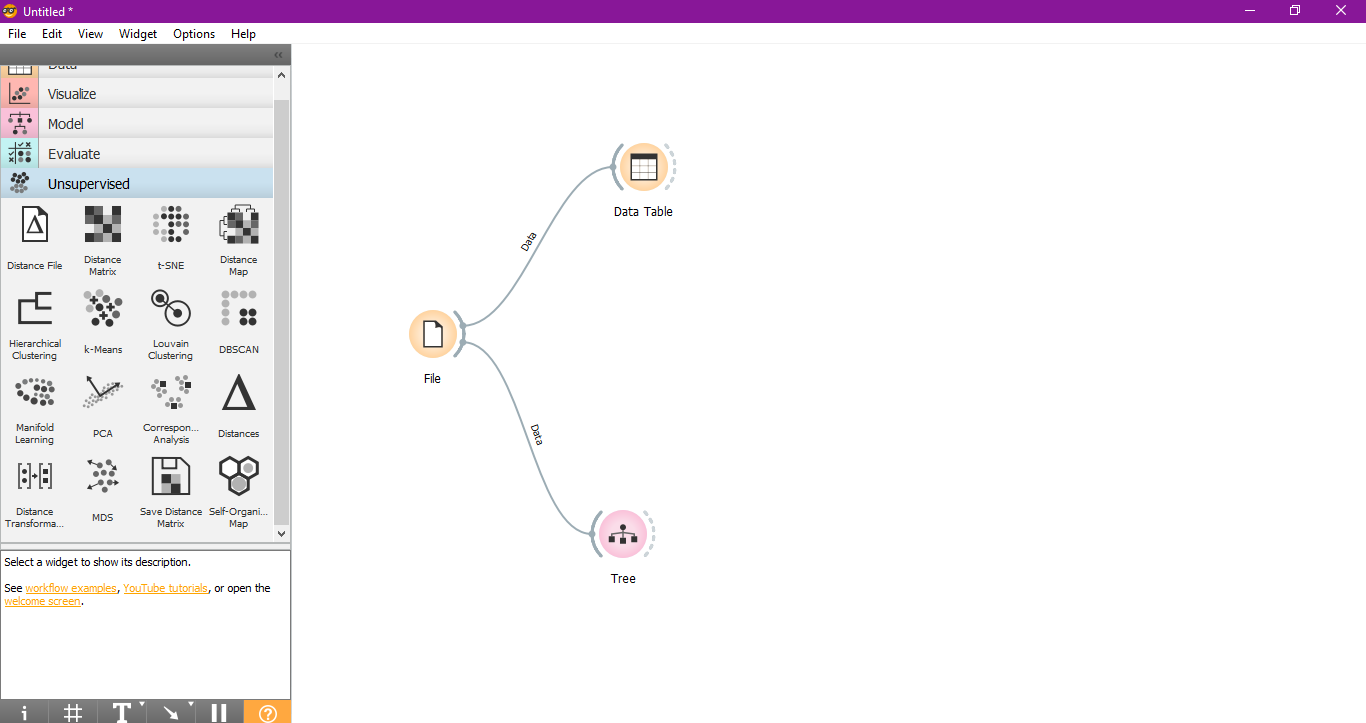 Untitled *
File Edit View Widget Options Help
Data
Visualize
Model
Evaluate
Unsupervised
Distance File
Distance
Matrix
t-SNE
Distance
Map
Hierarchical
Clustering
k-Means
Louvain
Clustering
DBSCAN
Manifold
Learning
PCA
Correspon...
Analysis
Distances
Distance
Transforma...
MDS
Save Distance
Matrix
Self-Organi...
Map
Select a widget to show its description.
See workflow examples, YouTube tutorials, or open the
welcome screen.
Data Table
Data
File
Data
Tree